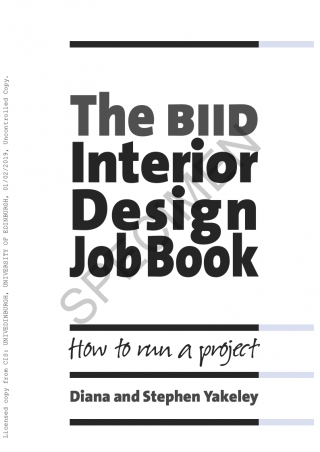 The BIID
Interior
Design
Job Book
How to run a project
Diana and Stephen Yakeley
SPECIMEN
Licensed copy from CIS: UNIVEDINBURGH, UNIVERSITY OF EDINBURGH, 01/02/2019, Uncontrolled Copy.